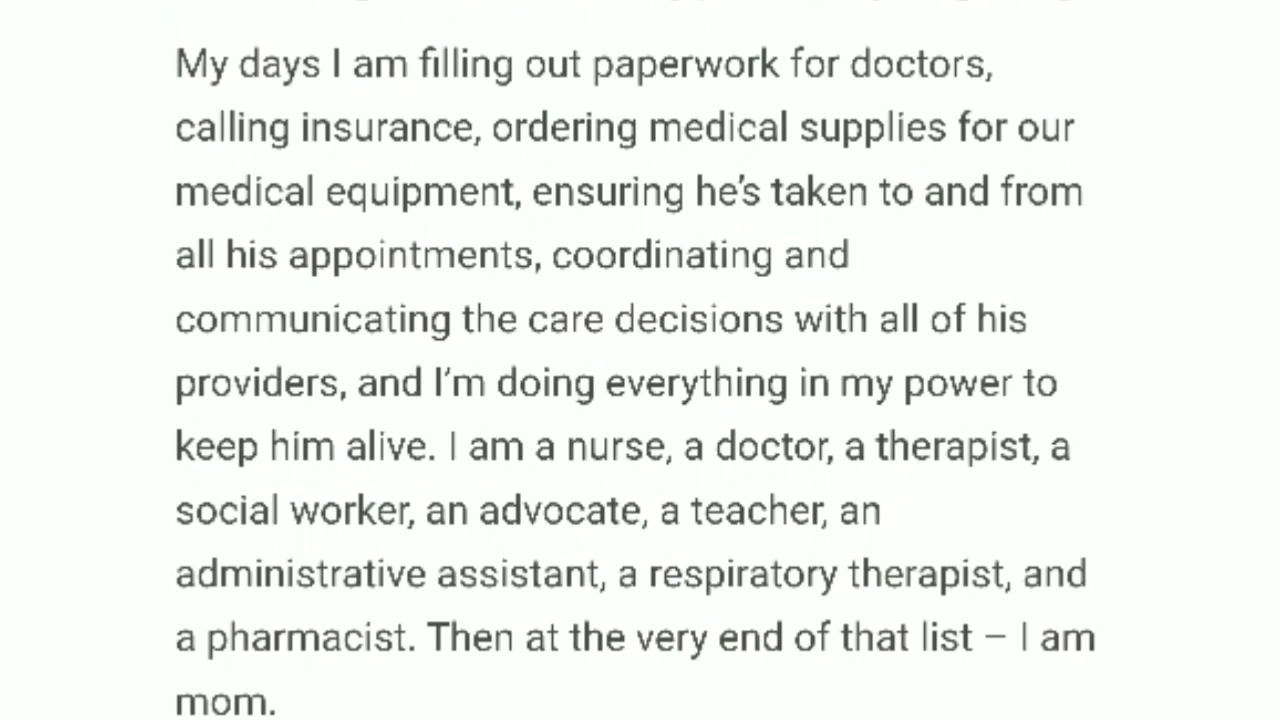 My days I am filling out paperwork for doctors,
calling insurance, ordering medical supplies for our
medical equipment, ensuring he’s taken to and from
all his appointments, coordinating and
communicating the care decisions with all of his
providers, and I’m doing everything in my power to
keep him alive. I am a nurse, a doctor, a therapist, a
social worker, an advocate, a teacher, an
administrative assistant, a respiratory therapist, and
a pharmacist. Then at the very end of that list – I am
mom.